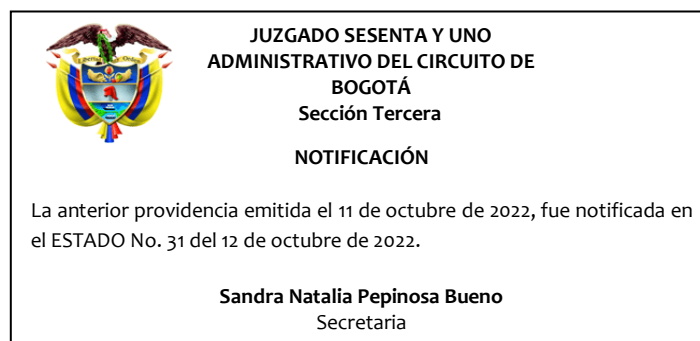 JUZGADO SESENTA Y UNO
ADMINISTRATIVO DEL CIRCUITO DE
BOGOTÁ
Sección Tercera
NOTIFICACIÓN
La anterior providencia emitida el 11 de octubre de 2022, fue notificada en
el ESTADO No. 31 del 12 de octubre de 2022.
Sandra Natalia Pepinosa Bueno
Secretaria